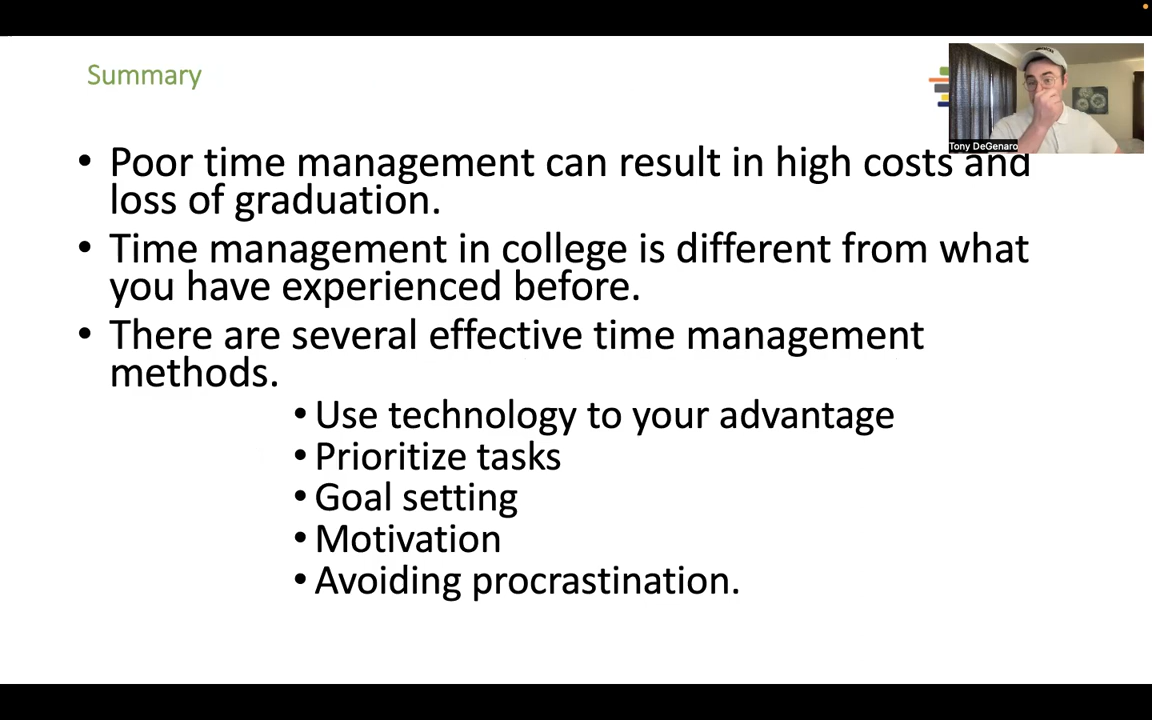 Summary
Tony DeGenaro
• Poor time management can result in high costs and
loss of graduation.
• Time management in college is different from what
you have experienced before.
• There are several effective time management
methods.
• Use technology to your advantage
• Prioritize tasks
• Goal setting
• Motivation
• Avoiding procrastination.